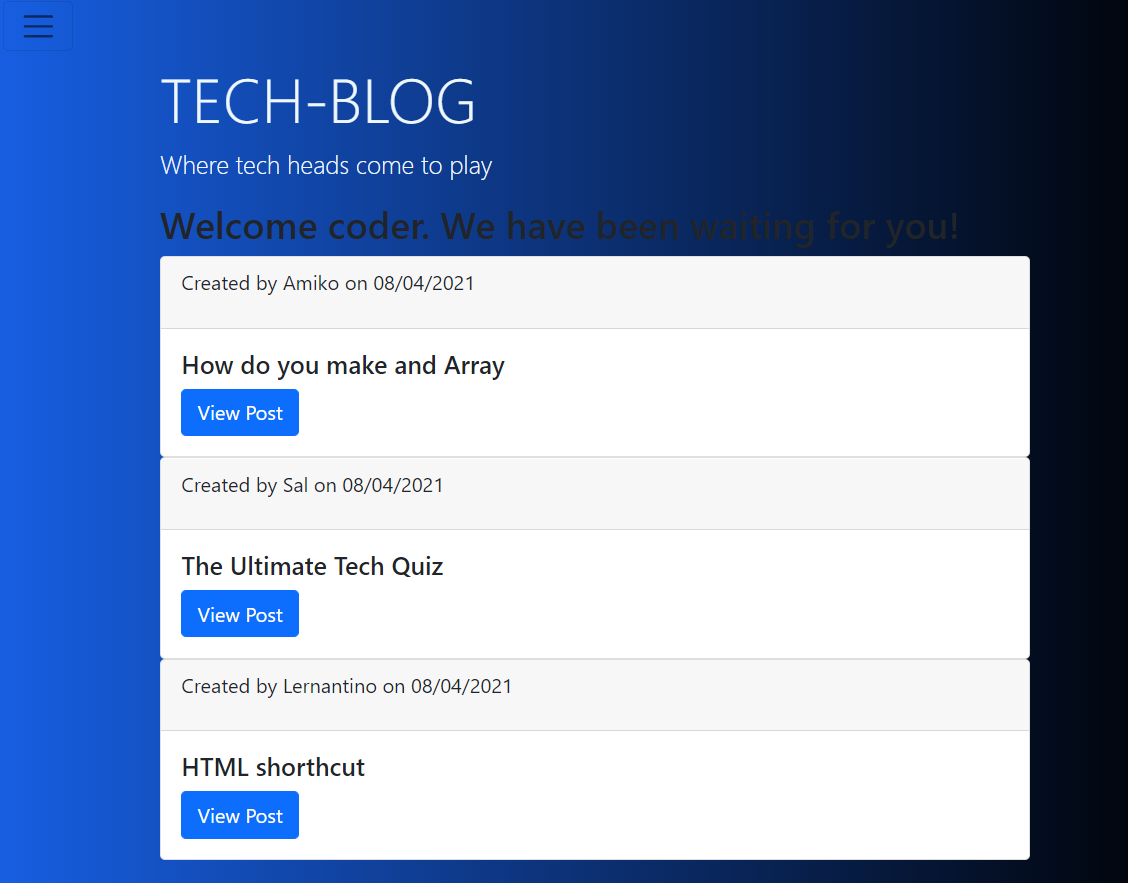 TECH-BLOG
Where tech heads come to play
Welcome coder. We have been waiting for you!
Created by Amiko on 08/04/2021
How do you make and Array
View Post
Created by Sal on 08/04/2021
The Ultimate Tech Quiz
View Post
Created by Lernantino on 08/04/2021
HTML shorthcut
View Post